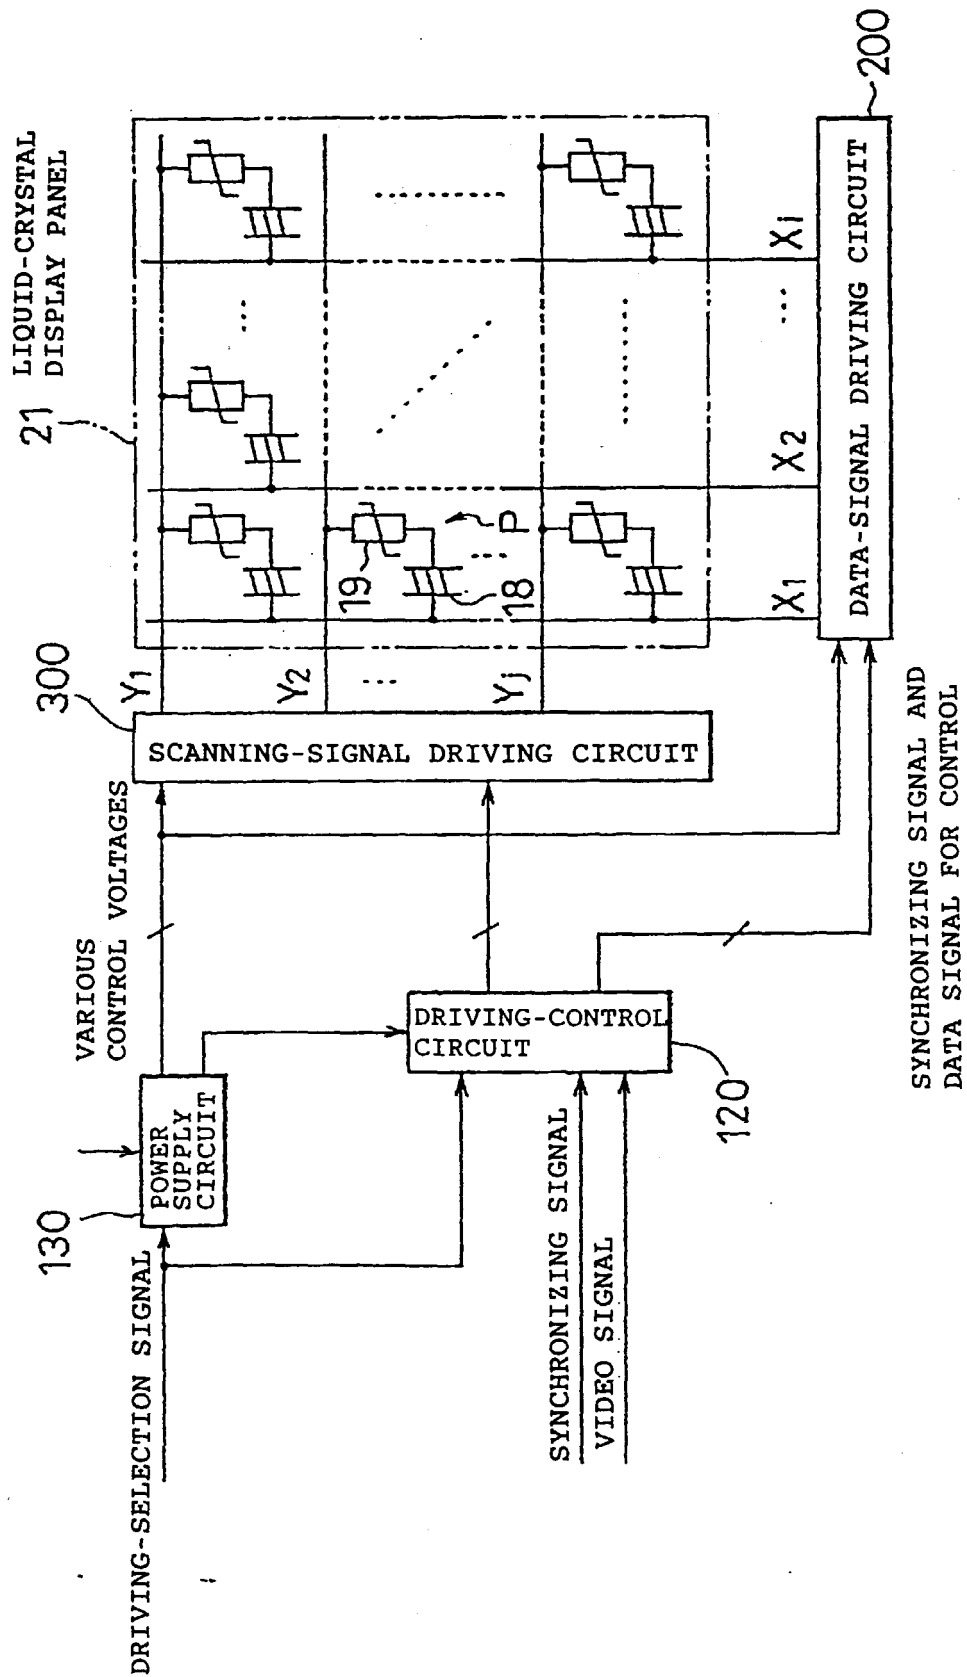 LIQUID-CRYSTAL
DISPLAY PANEL
21
300
Y1
Y2
Yj
19
18
P
X1
X2
Xi
SCANNING-SIGNAL DRIVING CIRCUIT
DATA-SIGNAL DRIVING CIRCUIT
200
VARIOUS
CONTROL VOLTAGES
130
POWER
SUPPLY
CIRCUIT
DRIVING-CONTROL
CIRCUIT
120
DRIVING-SELECTION SIGNAL
SYNCHRONIZING SIGNAL
VIDEO SIGNAL
SYNCHRONIZING SIGNAL AND
DATA SIGNAL FOR CONTROL